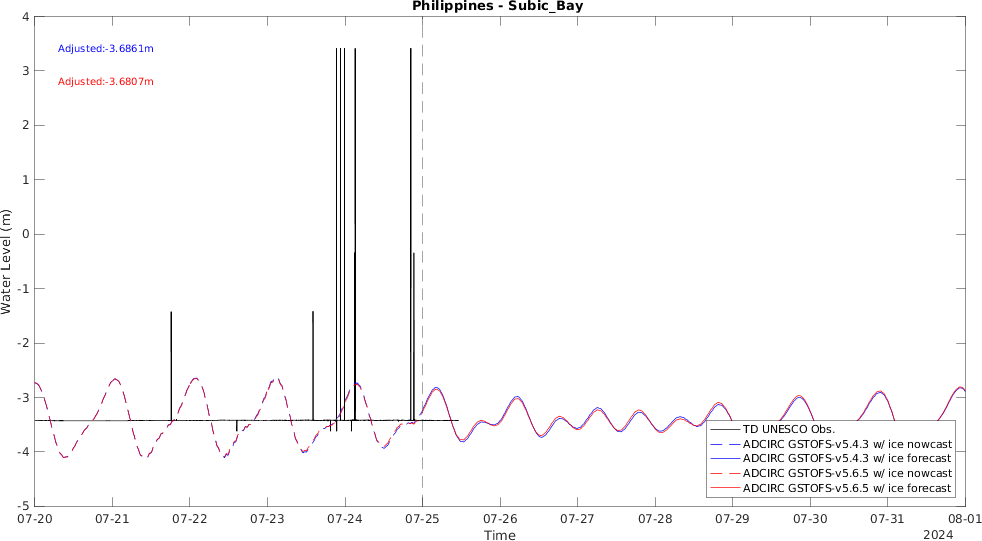 Philippines - Subic_Bay
Adjusted:-3.6861m
Adjusted:-3.6807m
Water Level (m)
4
3
2
1
0
-1
-2
-3
-4
-5
TD UNESCO Obs.
ADCIRC GSTOFS-v5.4.3 w/ ice nowcast
ADCIRC GSTOFS-v5.4.3 w/ ice forecast
ADCIRC GSTOFS-v5.6.5 w/ ice nowcast
ADCIRC GSTOFS-v5.6.5 w/ ice forecast
07-20 07-21 07-22 07-23 07-24 07-25 07-26 07-27 07-28 07-29 07-30 07-31 08-01
Time
2024